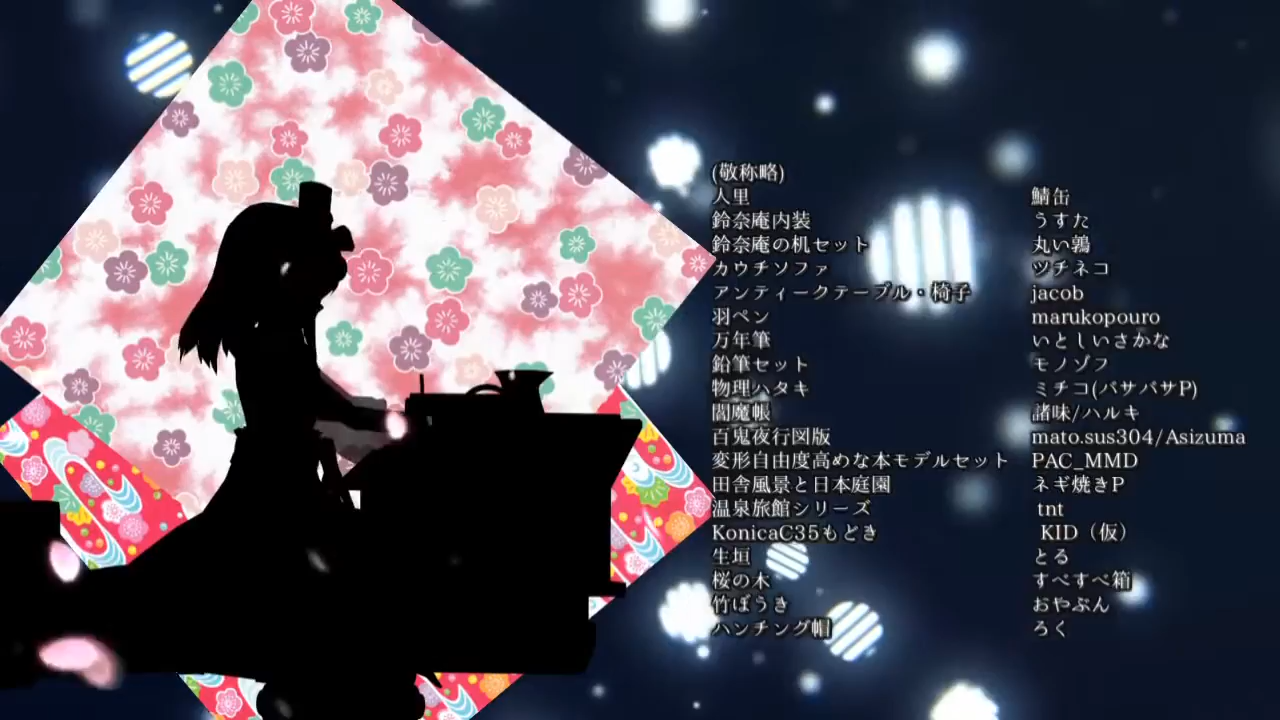 (敬称略)
人里 鯖缶
鈴奈庵内装 うすた
鈴奈庵の机セット 丸い鶏
カウチソファ ツチネコ
アンティークテーブル・椅子 jacob
羽ペン marukopouro
万年筆 いとしいさかな
鉛筆セット モノゾフ
物理ハタキ ミチコ(バサバサP)
閻魔帳 諸味/ハルキ
百鬼夜行図版 mato.sus304/Asizuma
変形自由度高めな本モデルセット PAC_MMD
田舎風景と日本庭園 ネギ焼きP
温泉旅館シリーズ tnt
KonicaC35もどき KID（仮）
生垣 とる
桜の木 すべすべ箱
竹ぼうき おやぶん
ハンチング帽 ろく